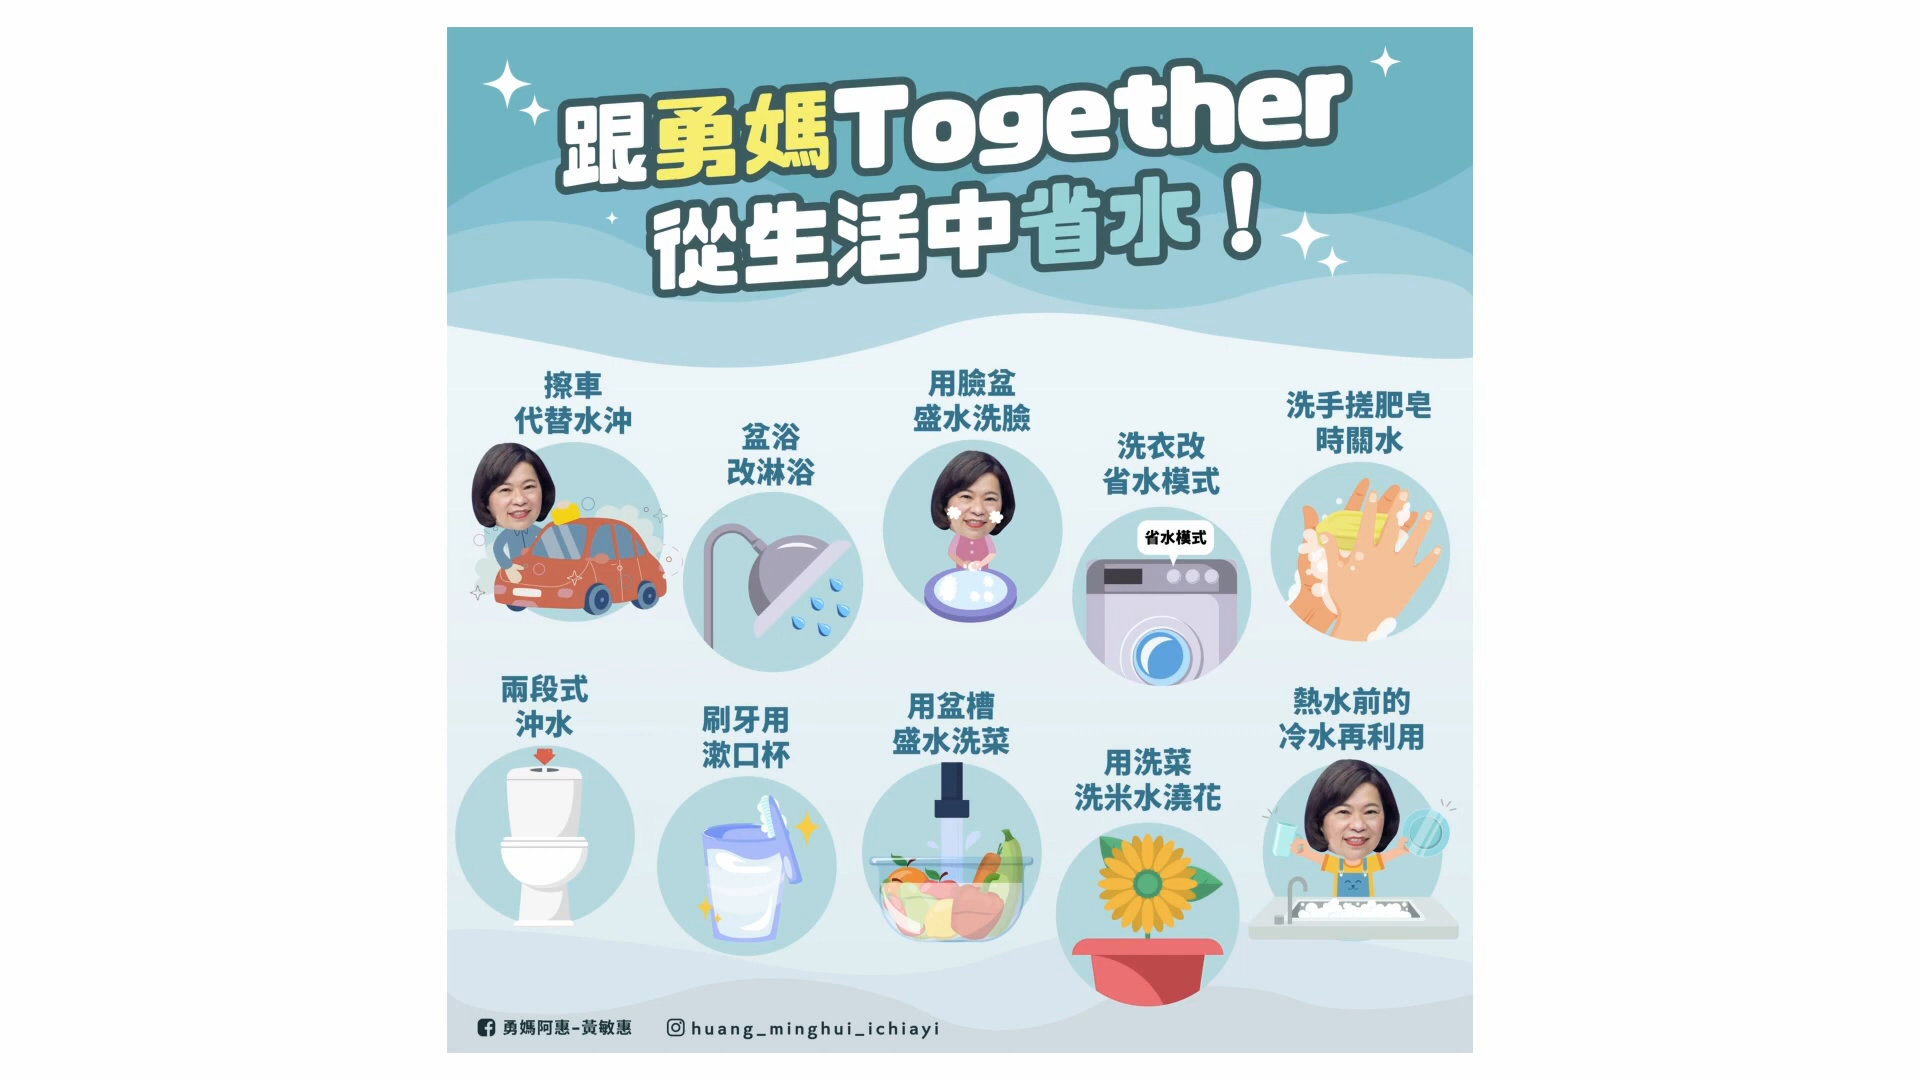 跟勇媽Together
從生活中省水！
擦車
代替水沖
盆浴
改淋浴
用臉盆
盛水洗臉
洗衣改
省水模式
省水模式
洗手搓肥皂
時關水
兩段式
沖水
刷牙用
漱口杯
用盆槽
盛水洗菜
用洗菜
洗米水澆花
熱水前的
冷水再利用
勇媽阿惠-黃敏惠
huang_minghui_ichiayi